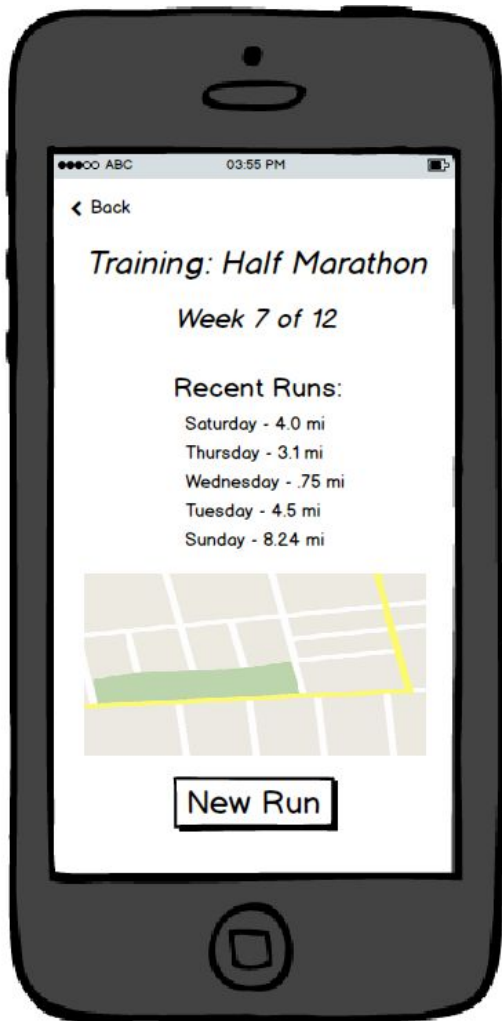 ABC 03:55 PM
Back
Training: Half Marathon
Week 7 of 12
Recent Runs:
Saturday - 4.0 mi
Thursday - 3.1 mi
Wednesday - .75 mi
Tuesday - 4.5 mi
Sunday - 8.24 mi
New Run